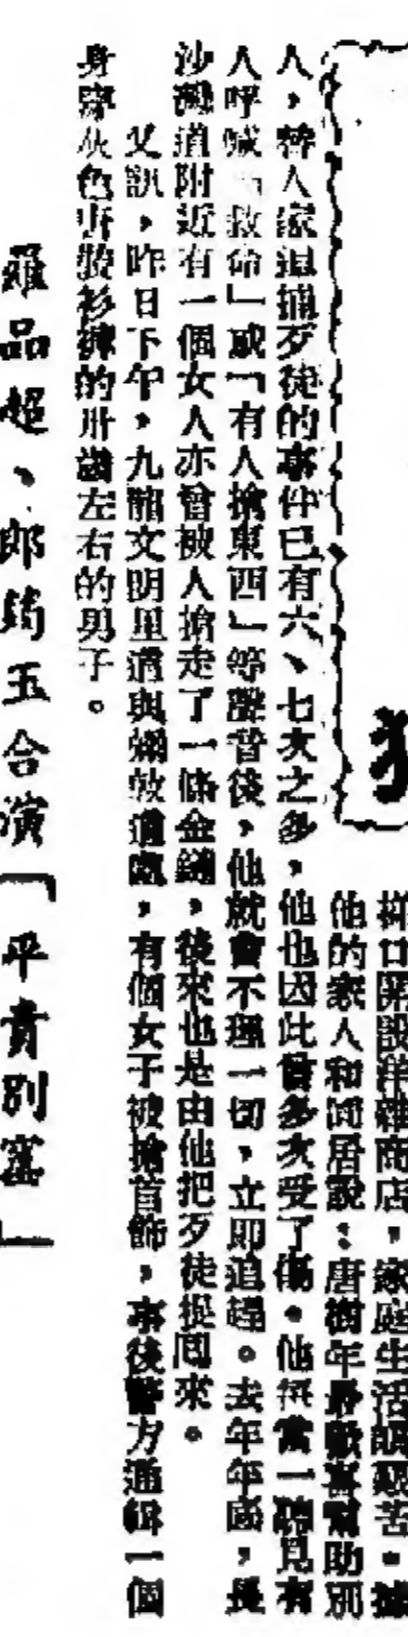 開設洋雜商店,家庭生活頗艱苦。據
他的家人和同居說:唐樹年最歡喜幫助別
人,替人家追捕歹徒的事件已有六、七次之多,他也因此曾多次受了傷。他每當一聽見有
人呼喊「救命」或「有人搶東西」等聲音後,他就會不理一切,立即追趕。去年年底,長
沙灣道附近有一個女人亦曾被人搶走了一條金鏈,後來也是由他把歹徒捉回來。
又訊,昨日下午,九龍文明里道與彌敦道處,有個女子被搶首飾,事後警方通緝一個
身穿灰色唐裝衫褲的卅歲左右的男子。
羅品超、郎筠玉合演「平貴別窰」